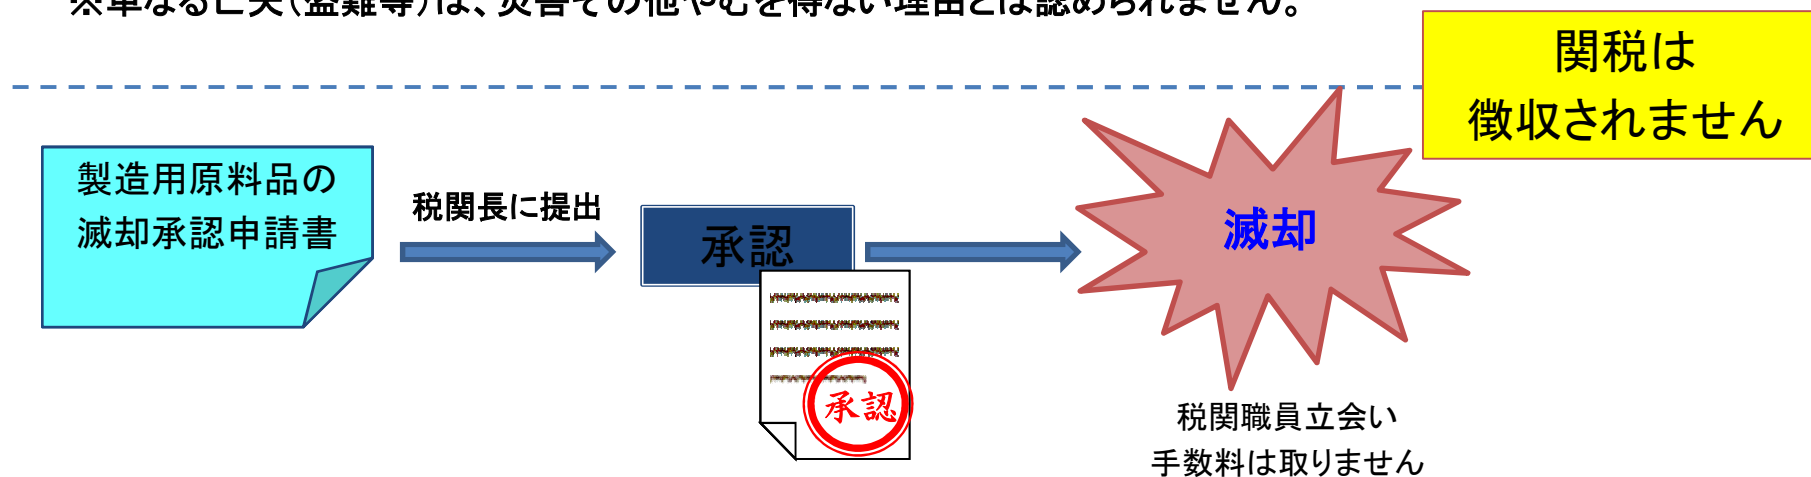 ※単なる亡失(盗難等)は、災害その他やむを得ない理由とは認められません。
関税は
徴収されません
製造用原料品の
滅却承認申請書
税関長に提出
承認
承認
滅却
税関職員立会い
手数料は取りません